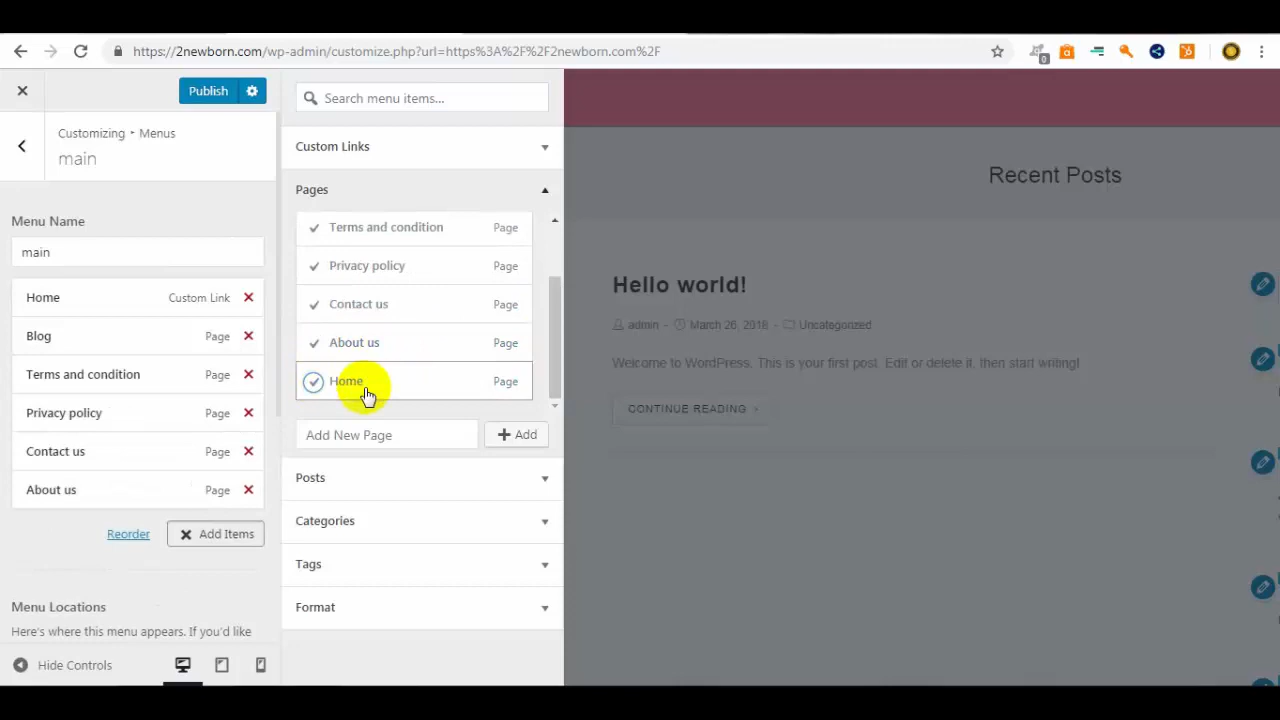 https://2newborn.com/wp-admin/customize.php?url=https%3A%2F%2F2newborn.com%2F
0
Publish
Customizing ‣ Menus
main
Menu Name
main
Home Custom Link
Blog Page
Terms and condition Page
Privacy policy Page
Contact us Page
About us Page
Reorder
Add Items
Menu Locations
Here's where this menu appears. If you'd like
Hide Controls
Search menu items...
Custom Links
Pages
Terms and condition Page
Privacy policy Page
Contact us Page
About us Page
Home Page
Add New Page
+ Add
Posts
Categories
Tags
Format
Recent Posts
Hello world!
admin - March 26, 2018 - Uncategorized
Welcome to WordPress. This is your first post. Edit or delete it, then start writing!
CONTINUE READING